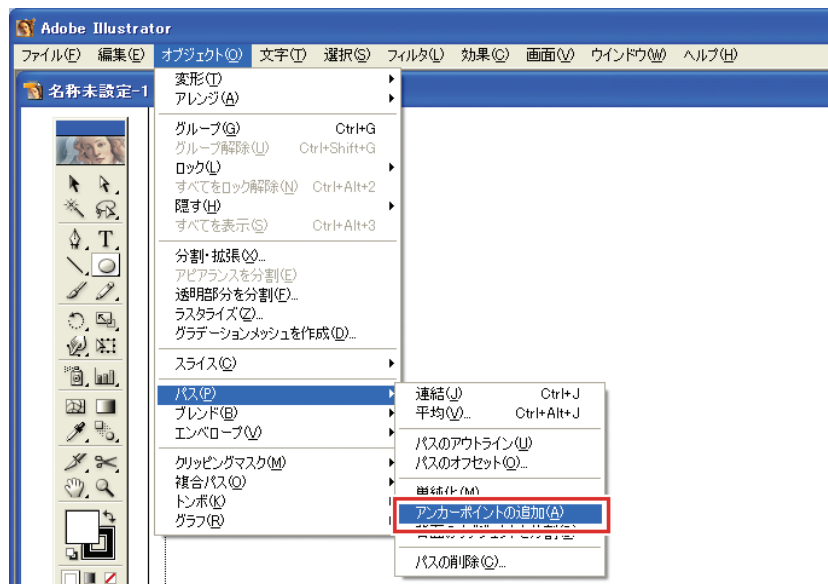 Adobe Illustrator
ファイル(F) 編集(E) オブジェクト(O) 文字(T) 選択(S) フィルタ(L) 効果(C) 画面(V) ウインドウ(W) ヘルプ(H)
名称未設定-1
変形(T)
アレンジ(A)
グループ(G) Ctrl+G
グループ解除(U) Ctrl+Shift+G
ロック(L)
すべてをロック解除(N) Ctrl+Alt+2
隠す(H)
すべてを表示(S) Ctrl+Alt+3
分割・拡張(X)...
アピアランスを分割(E)
透明部分を分割(F)...
ラスタライズ(Z)...
グラデーションメッシュを作成(D)...
スライス(C)
パス(P)
ブレンド(B)
エンベロープ(V)
クリッピングマスク(M)
複合パス(O)
トンボ(K)
グラフ(R)
連結(J) Ctrl+J
平均(V)... Ctrl+Alt+J
パスのアウトライン(U)
パスのオフセット(O)...
単純化(M)
アンカーポイントの追加(A)
パスの削除(C)...